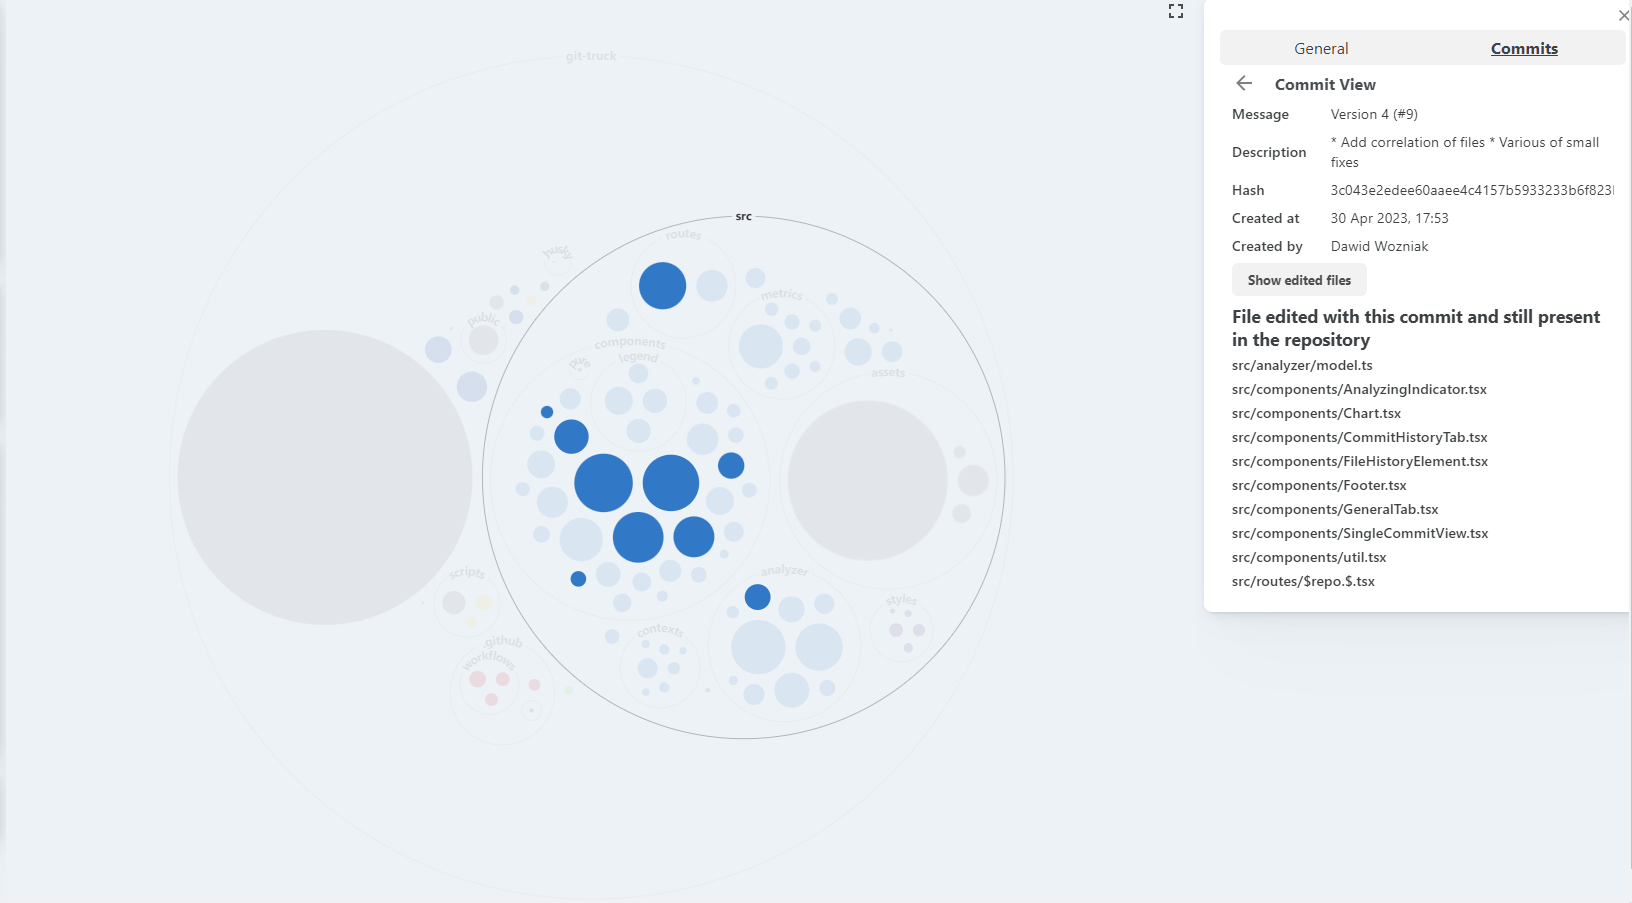 git-truck
src
routes
husky
metrics
public
components
legend
assets
analyzer
scripts
styles
contexts
github
workflows
General
Commits
Commit View
Message Version 4 (#9)
Description * Add correlation of files * Various of small
fixes
Hash 3c043e2edee60aaee4c4157b5933233b6f823
Created at 30 Apr 2023, 17:53
Created by Dawid Wozniak
Show edited files
File edited with this commit and still present
in the repository
src/analyzer/model.ts
src/components/AnalyzingIndicator.tsx
src/components/Chart.tsx
src/components/CommitHistoryTab.tsx
src/components/FileHistoryElement.tsx
src/components/Footer.tsx
src/components/GeneralTab.tsx
src/components/SingleCommitView.tsx
src/components/util.tsx
src/routes/$repo.$.tsx